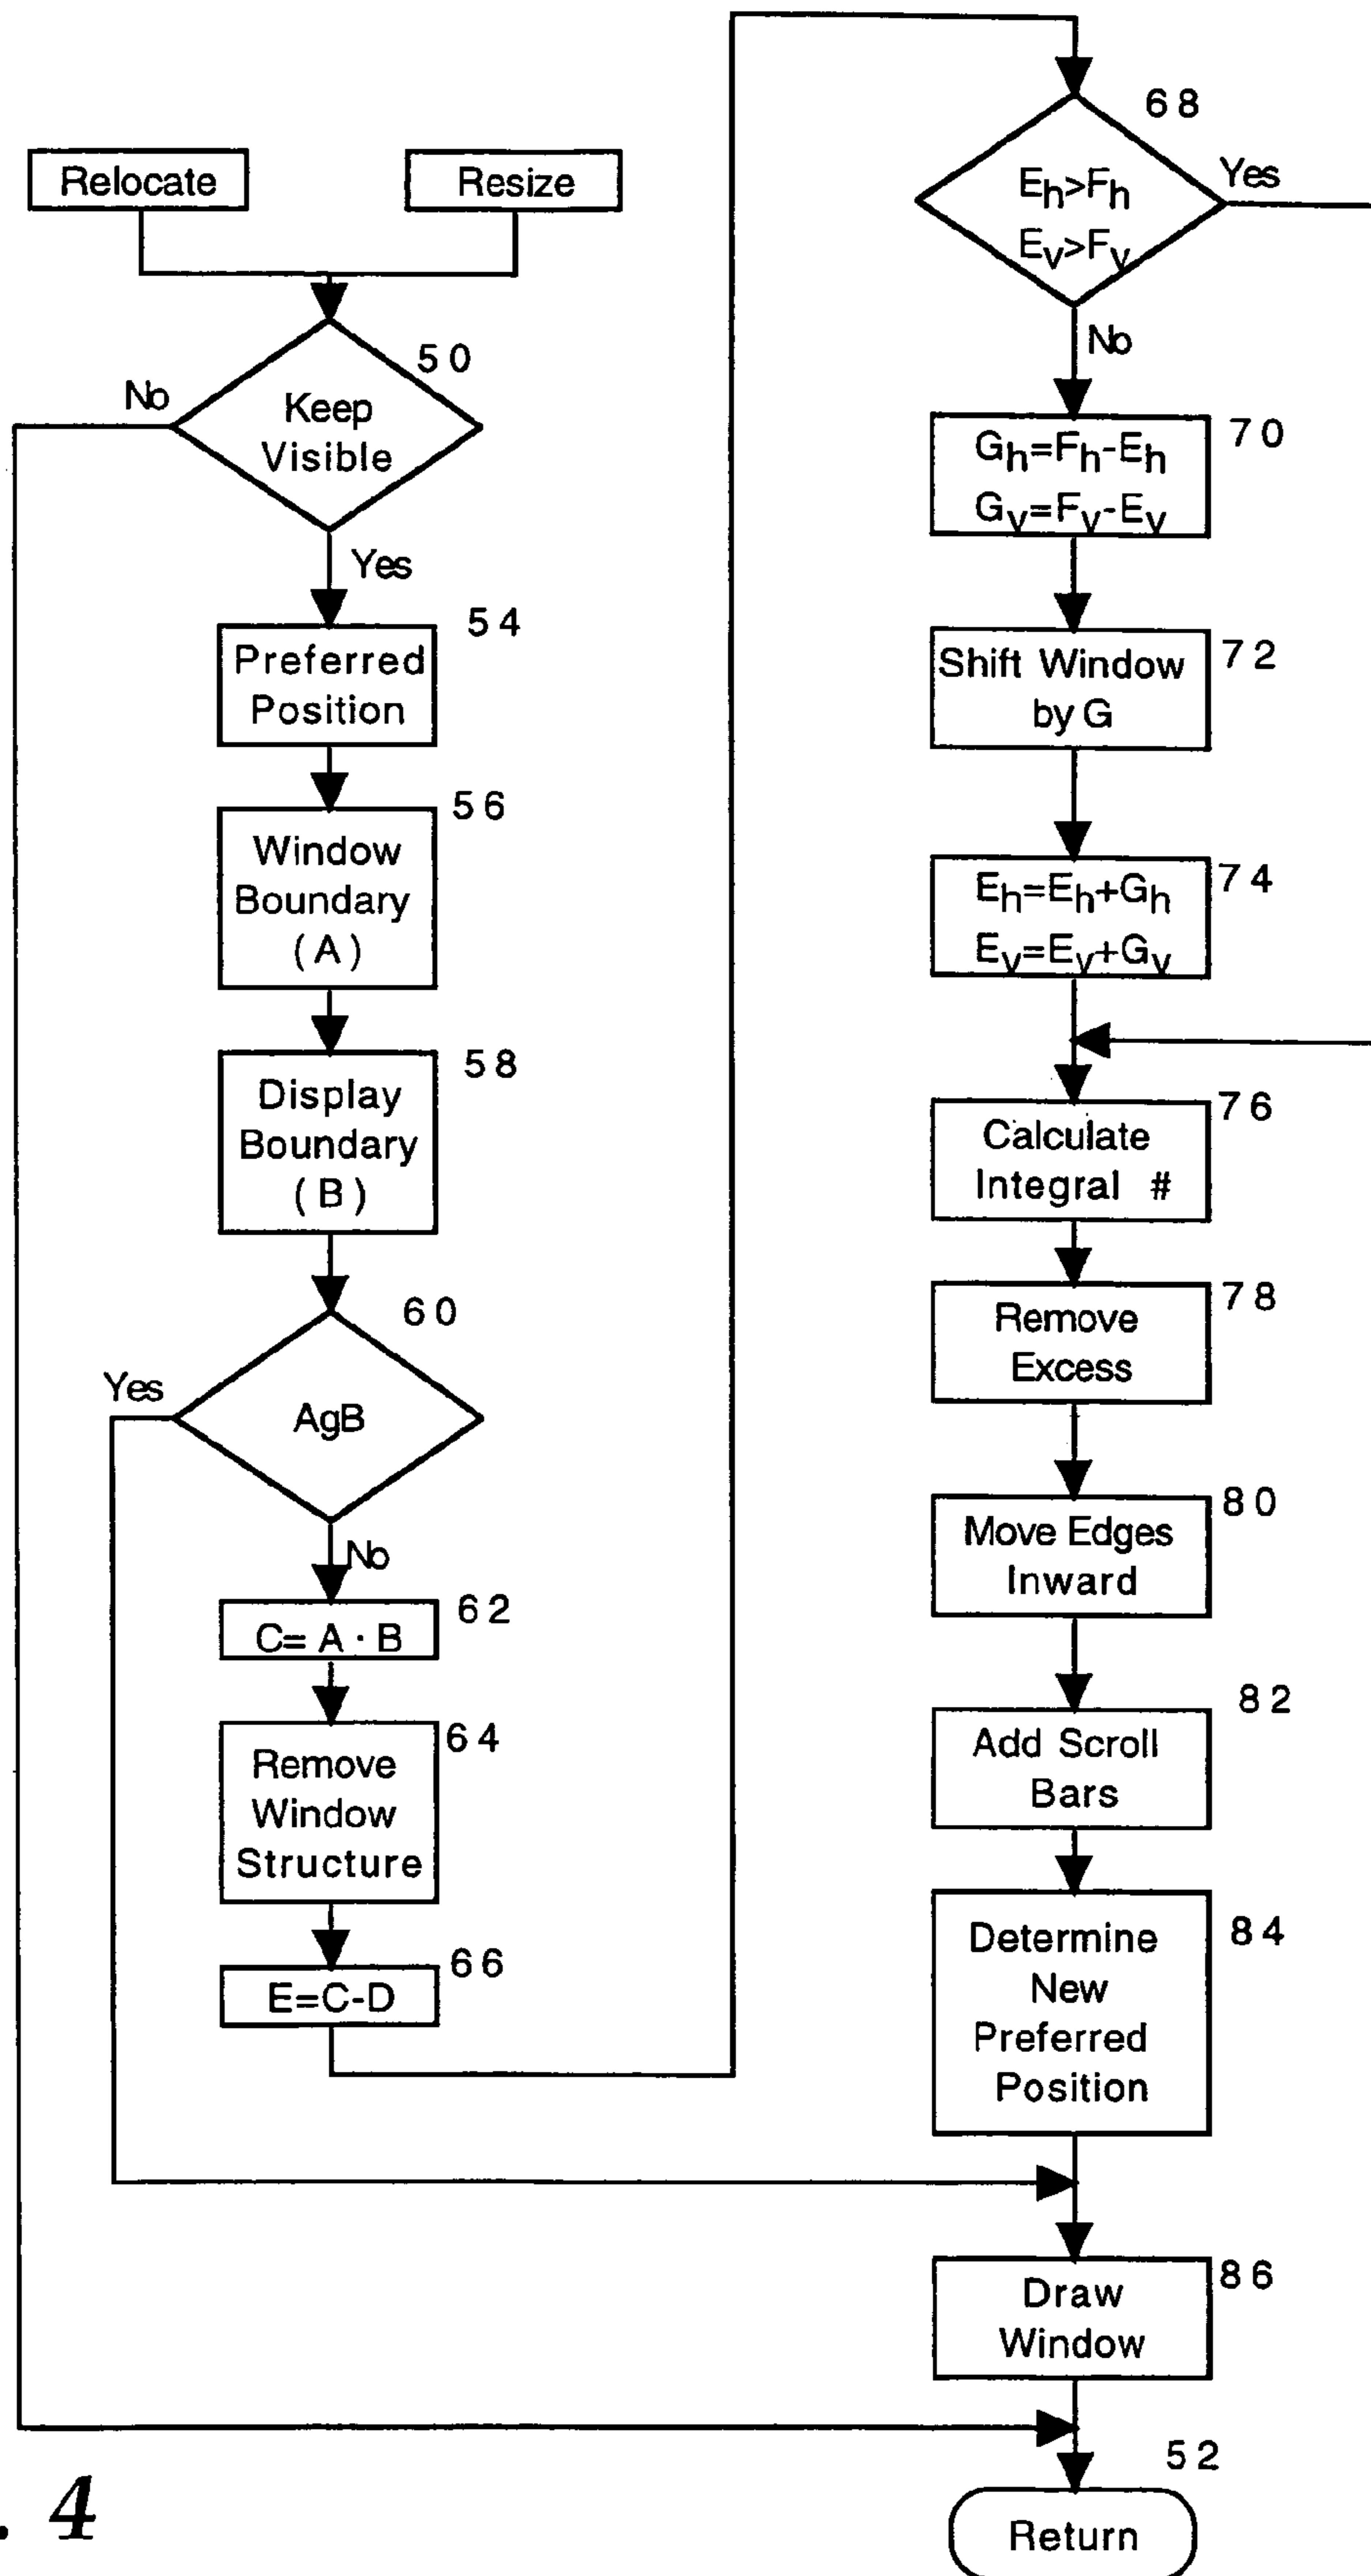 Relocate
Resize
50
Keep
Visible
No
Yes
54
Preferred
Position
56
Window
Boundary
(A)
58
Display
Boundary
(B)
60
AgB
Yes
No
62
C= A · B
64
Remove
Window
Structure
66
E=C-D
68
Eh>Fh
Ev>Fv
Yes
No
70
Gh=Fh-Eh
Gv=Fv-Ev
72
Shift Window
by G
74
Eh=Eh+Gh
Ev=Ev+Gv
76
Calculate
Integral #
78
Remove
Excess
80
Move Edges
Inward
82
Add Scroll
Bars
84
Determine
New
Preferred
Position
86
Draw
Window
52
Return
. 4